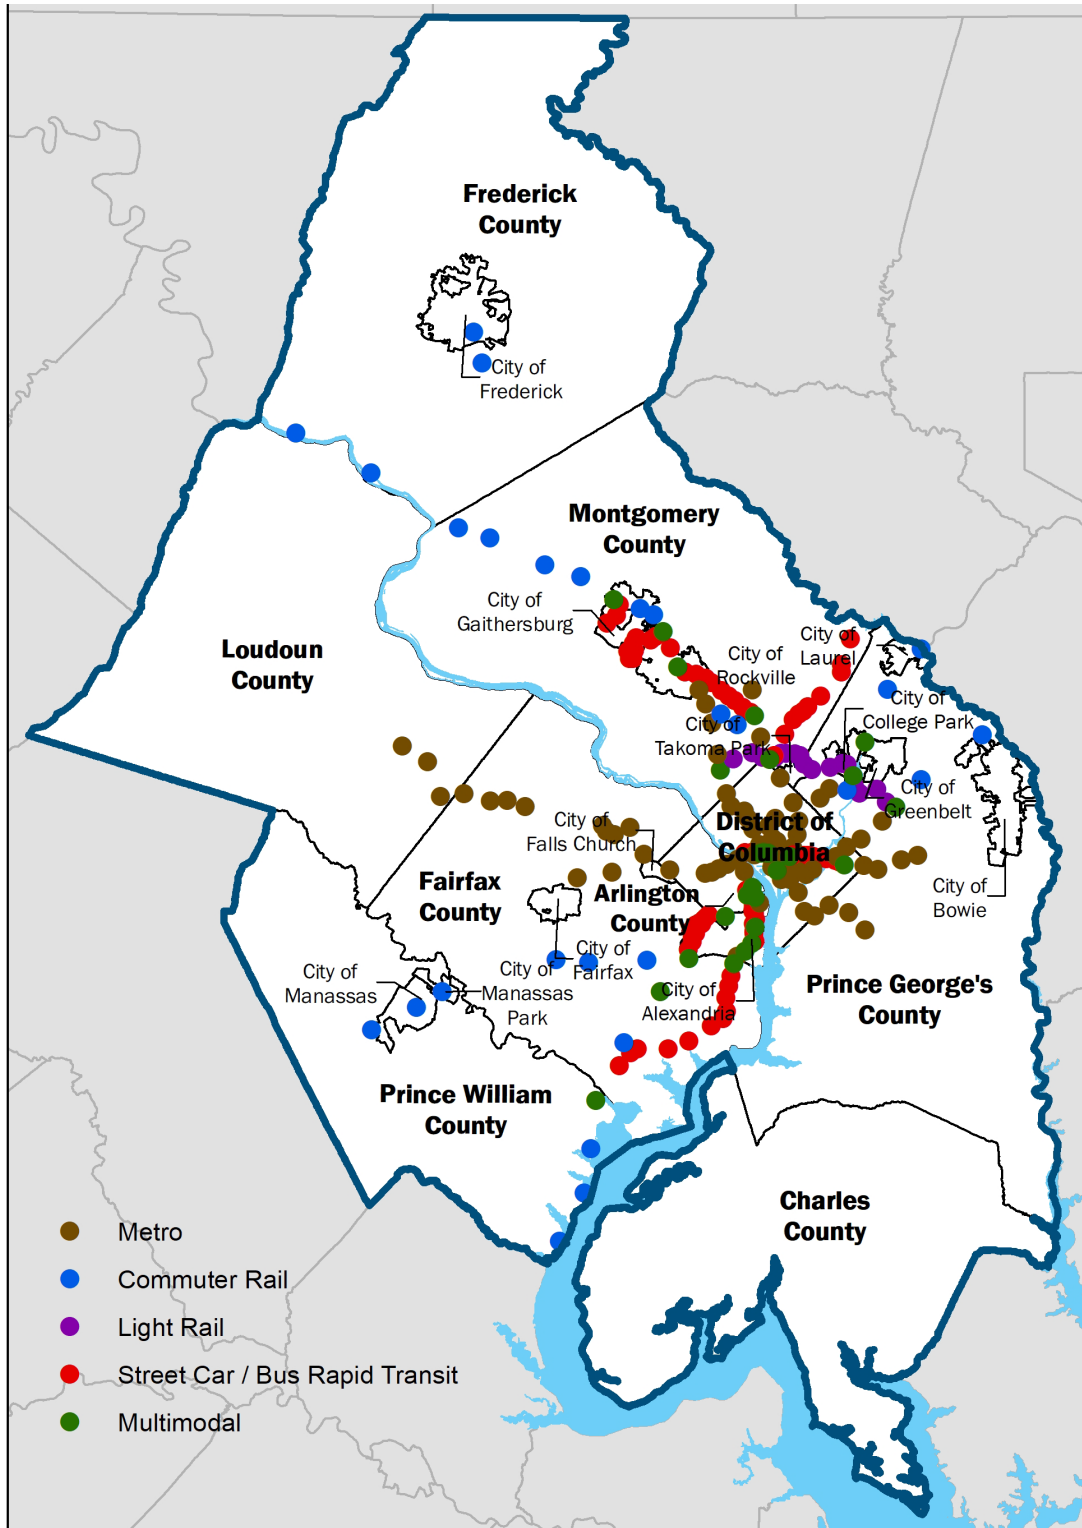 Frederick
County
City of
Frederick
Montgomery
County
City of
Gaithersburg
City of
Laurel
City of
Rockville
Loudoun
County
City of
College Park
City of
Takoma Park
City of
Greenbelt
City of
Falls Church
District of
Columbia
Fairfax
County
Arlington
County
City of
Bowie
City of
Fairfax
City of
Manassas
City of
Manassas
Park
City of
Alexandria
Prince George's
County
Prince William
County
Charles
County
Metro
Commuter Rail
Light Rail
Street Car / Bus Rapid Transit
Multimodal